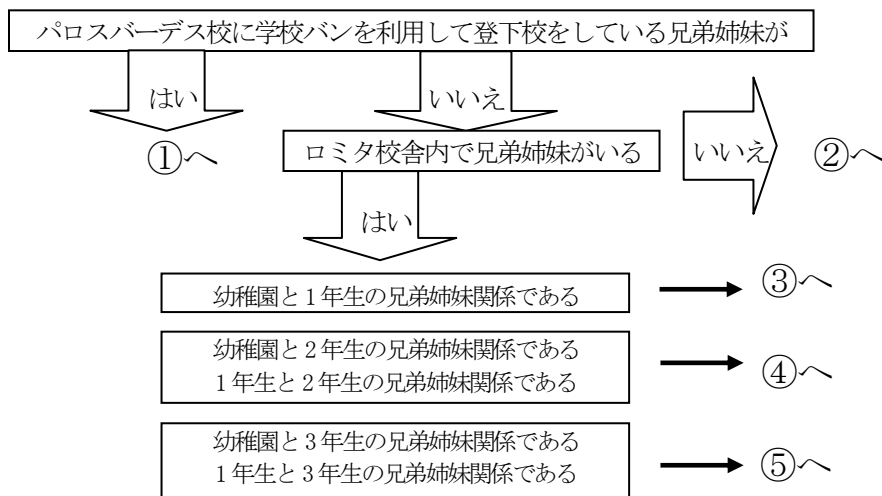 パロスバーデス校に学校バンを利用して登下校をしている兄弟姉妹が
はい
いいえ
①へ
ロミタ校舎内で兄弟姉妹がいる
いいえ
②へ
はい
幼稚園と１年生の兄弟姉妹関係である
③へ
幼稚園と２年生の兄弟姉妹関係である
１年生と２年生の兄弟姉妹関係である
④へ
幼稚園と３年生の兄弟姉妹関係である
１年生と３年生の兄弟姉妹関係である
⑤へ